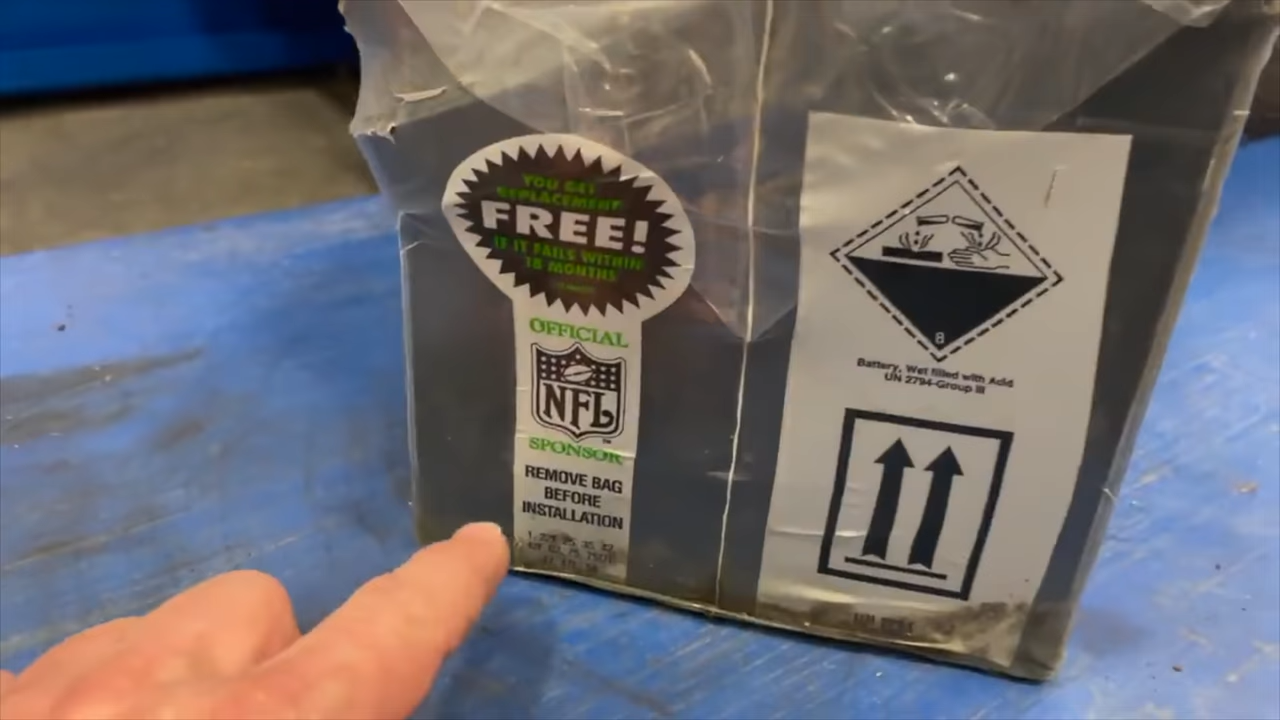 YOU GET
REPLACEMENT
FREE!
IF IT FAILS WITHIN
18 MONTHS
OFFICIAL
NFL
SPONSOR
REMOVE BAG
BEFORE
INSTALLATION
8
Battery, Wet filled with Acid
UN 2794-Group III